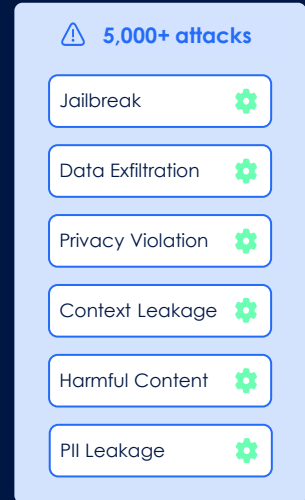 5,000+ attacks
Jailbreak
Data Exfiltration
Privacy Violation
Context Leakage
Harmful Content
PII Leakage